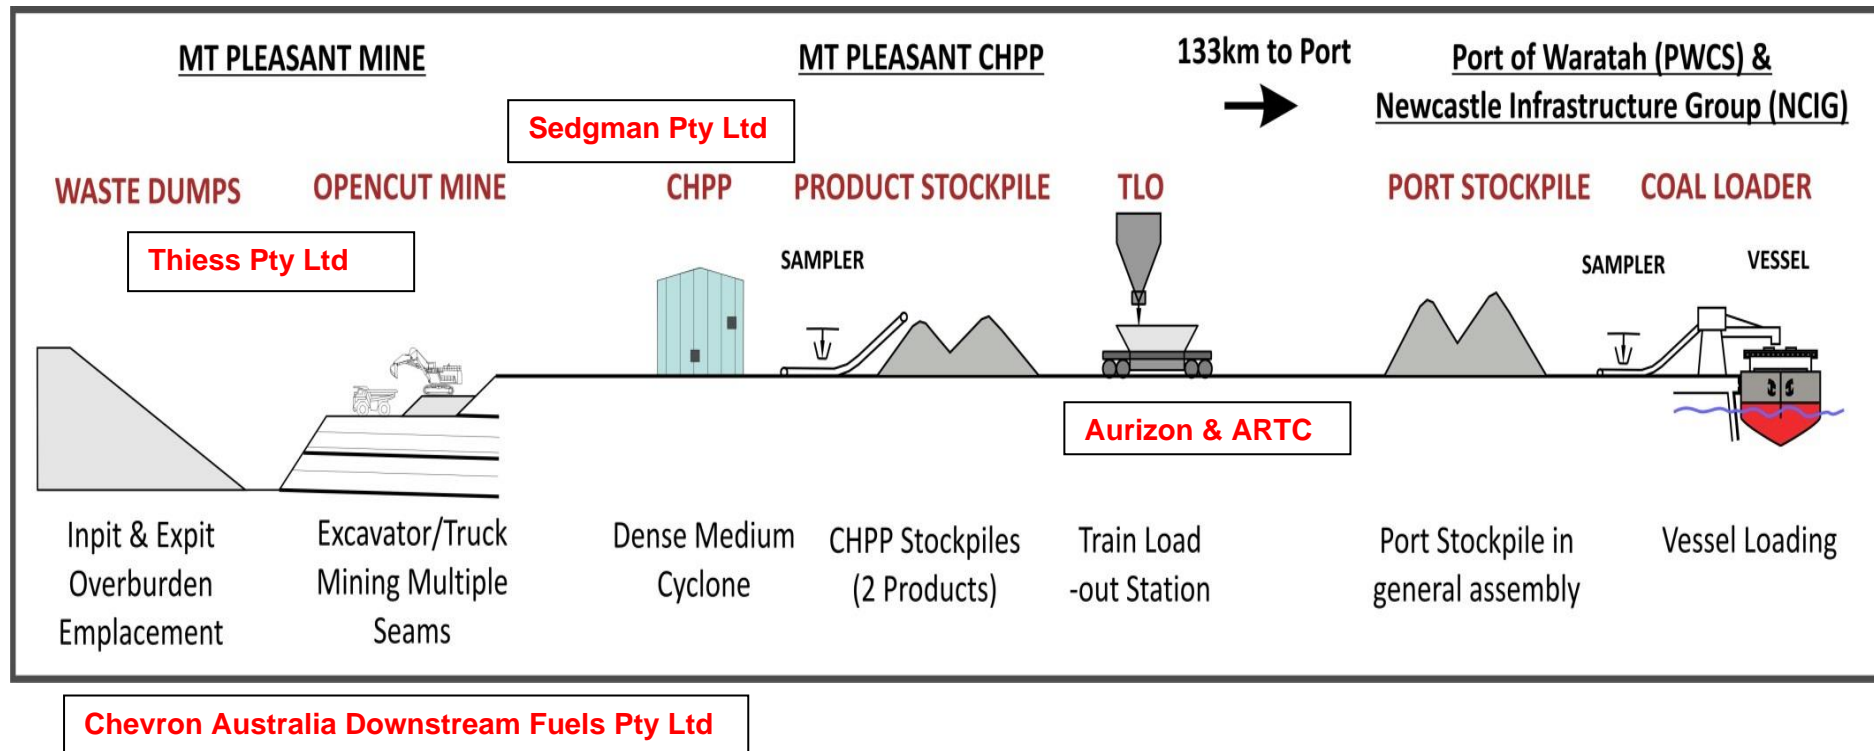 MT PLEASANT MINE
MT PLEASANT CHPP
133km to Port
Port of Waratah (PWCS) &
Newcastle Infrastructure Group (NCIG)
Sedgman Pty Ltd
WASTE DUMPS
OPENCUT MINE
CHPP
PRODUCT STOCKPILE
TLO
PORT STOCKPILE
COAL LOADER
Thiess Pty Ltd
SAMPLER
SAMPLER
VESSEL
Aurizon & ARTC
Inpit & Expit
Overburden
Emplacement
Excavator/Truck
Mining Multiple
Seams
Dense Medium
Cyclone
CHPP Stockpiles
(2 Products)
Train Load
-out Station
Port Stockpile in
general assembly
Vessel Loading
Chevron Australia Downstream Fuels Pty Ltd